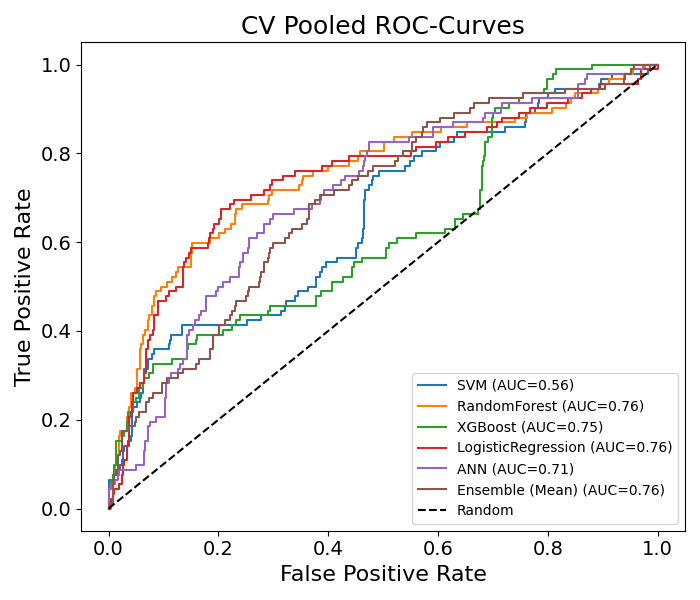 CV Pooled ROC-Curves
True Positive Rate
1.0
0.8
0.6
0.4
0.2
0.0
SVM (AUC=0.56)
RandomForest (AUC=0.76)
XGBoost (AUC=0.75)
LogisticRegression (AUC=0.76)
ANN (AUC=0.71)
Ensemble (Mean) (AUC=0.76)
Random
0.0 0.2 0.4 0.6 0.8 1.0
False Positive Rate